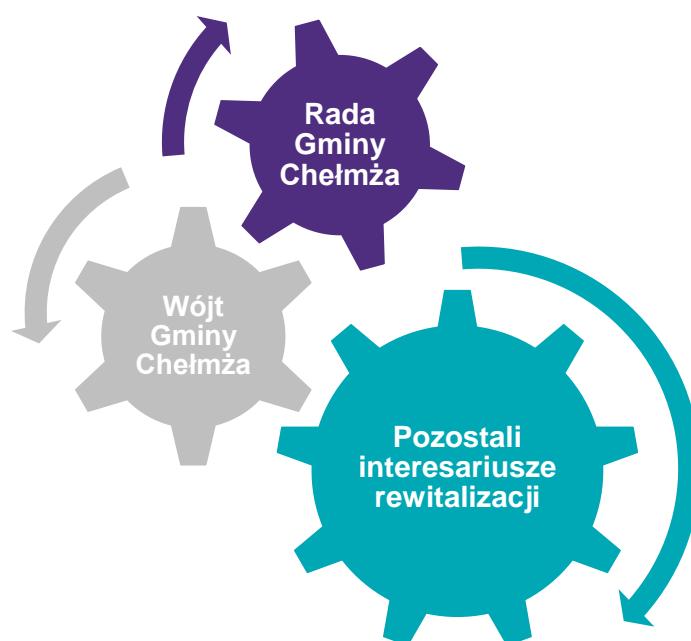 Rada
Gminy
Chełmża
Wójt
Gminy
Chełmża
Pozostali
interesariusze
rewitalizacji